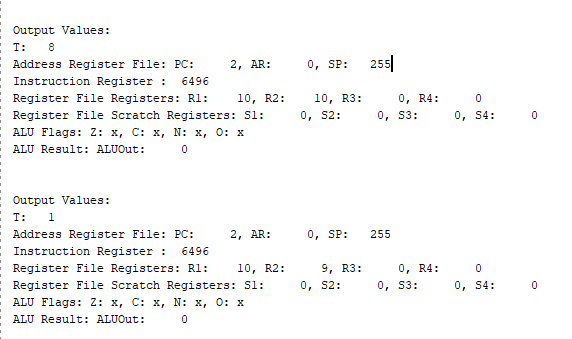 Output Values:
T:   8
Address Register File: PC:     2, AR:     0, SP:   255
Instruction Register :  6496
Register File Registers: R1:    10, R2:    10, R3:     0, R4:     0
Register File Scratch Registers: S1:     0, S2:     0, S3:     0, S4:     0
ALU Flags: Z: x, C: x, N: x, O: x
ALU Result: ALUOut:     0
Output Values:
T:   1
Address Register File: PC:     2, AR:     0, SP:   255
Instruction Register :  6496
Register File Registers: R1:    10, R2:     9, R3:     0, R4:     0
Register File Scratch Registers: S1:     0, S2:     0, S3:     0, S4:     0
ALU Flags: Z: x, C: x, N: x, O: x
ALU Result: ALUOut:     0